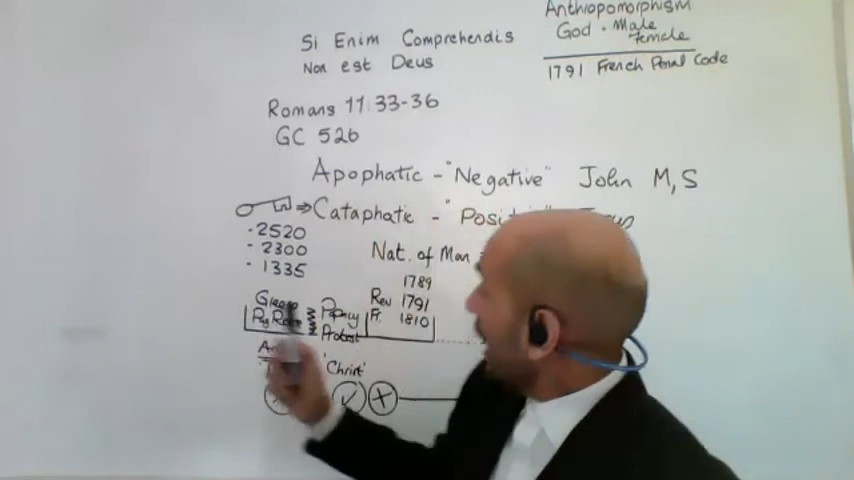 Anthropomorphism
God · Male
Female
1791 French Penal Code
Si Enim Comprehendis
Non est Deus
Romans 11:33-36
GC 526
Apophatic - "Negative" John M, S
⇒ Cataphatic - "
- 2520
- 2300
- 1335
Nat. of Man
1789
Rev 1791
Fr. 1810
Papacy
Protest
'Christ'